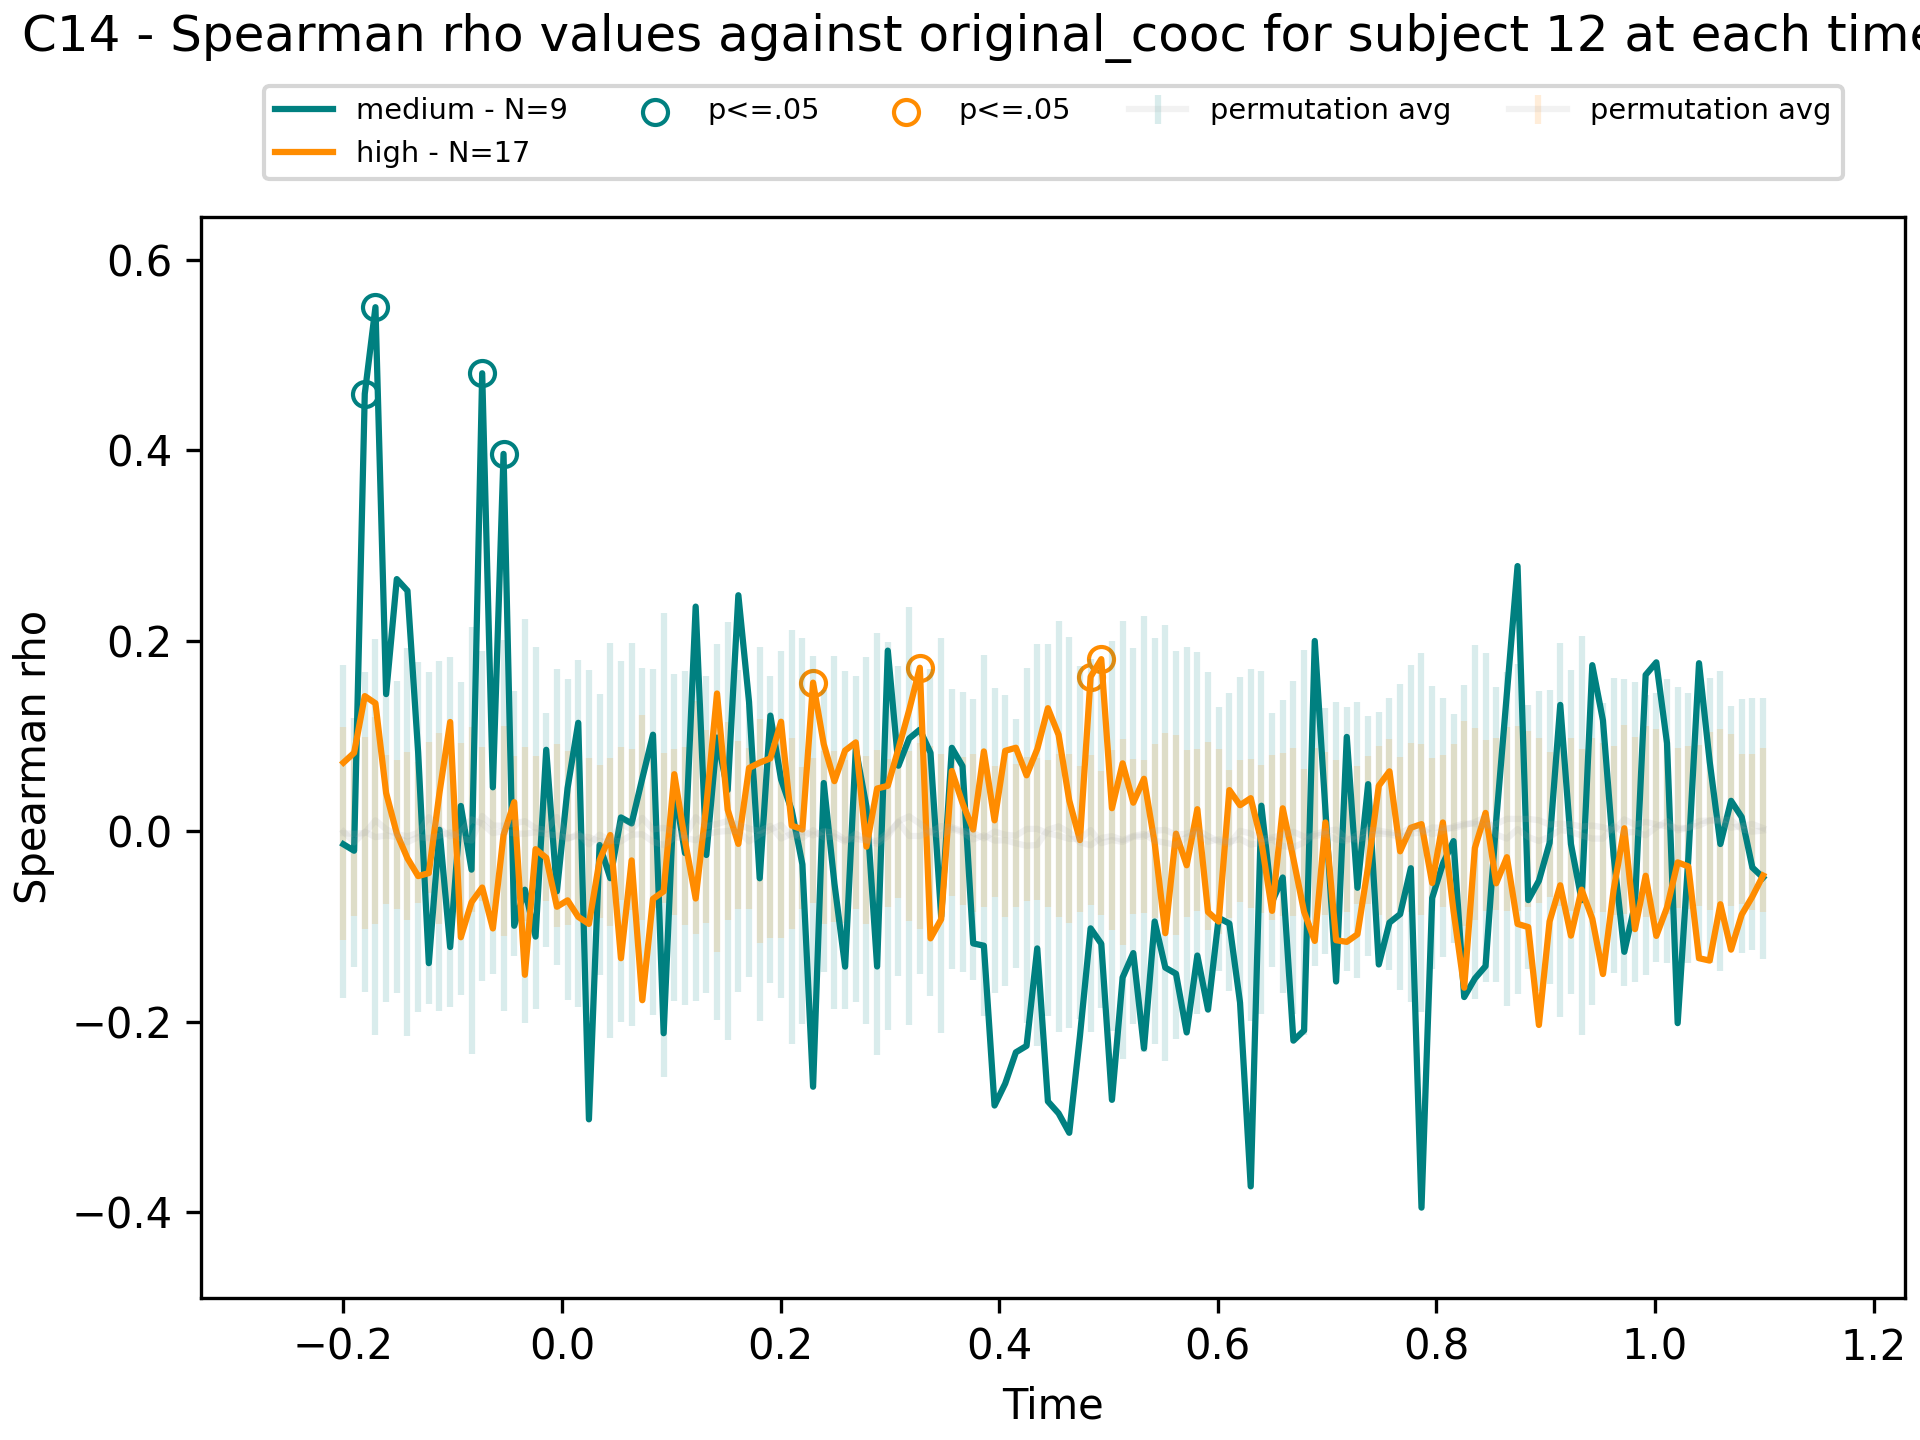 C14 - Spearman rho values against original_cooc for subject 12 at each time
medium - N=9
high - N=17
p<=.05
p<=.05
permutation avg
permutation avg
Spearman rho
0.6
0.4
0.2
0.0
−0.2
−0.4
−0.2 0.0 0.2 0.4 0.6 0.8 1.0 1.2
Time